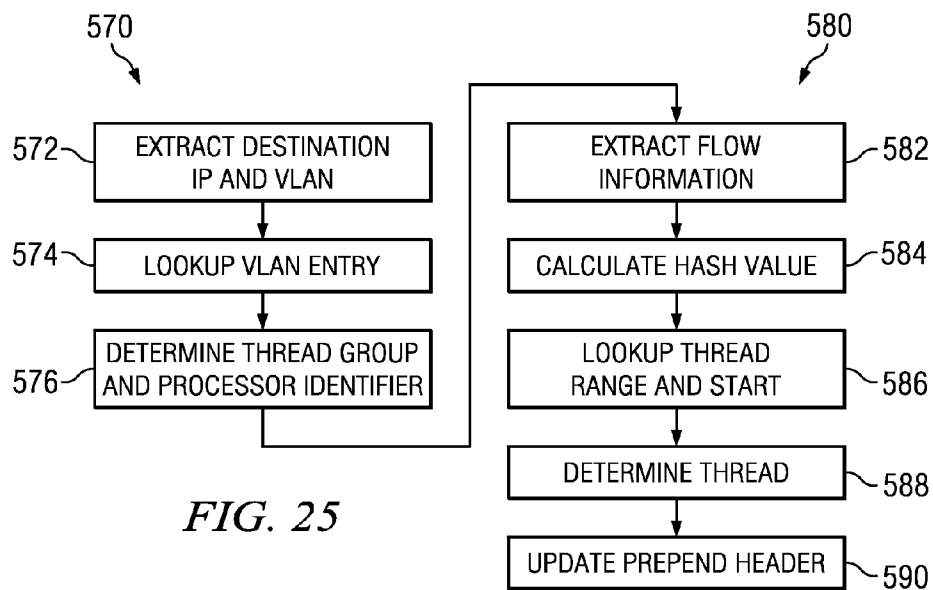 570
572
EXTRACT DESTINATION
IP AND VLAN
574
LOOKUP VLAN ENTRY
576
DETERMINE THREAD GROUP
AND PROCESSOR IDENTIFIER
580
EXTRACT FLOW
INFORMATION
582
CALCULATE HASH VALUE
584
LOOKUP THREAD
RANGE AND START
586
DETERMINE THREAD
588
UPDATE PREPEND HEADER
590
FIG. 25